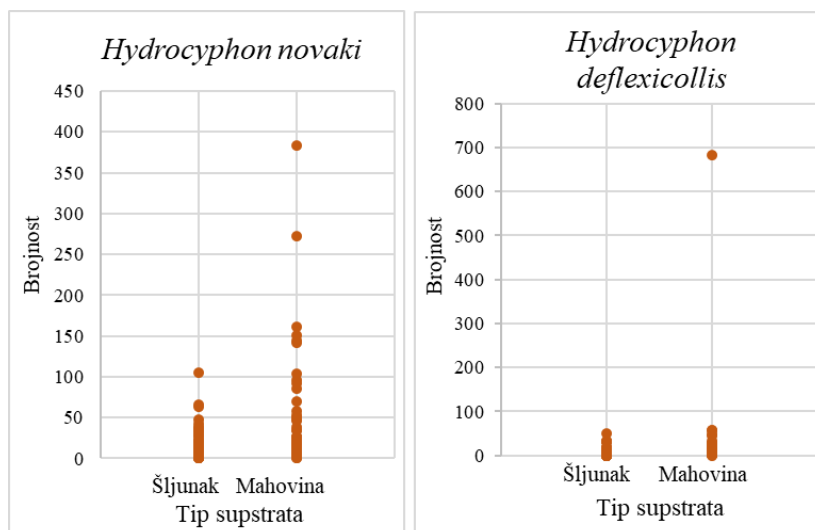 Hydrocyphon novaki
450
400
350
300
250
200
150
100
50
0
Brojnost
Šljunak Mahovina
Tip supstrata
Hydrocyphon
deflexicollis
800
700
600
500
400
300
200
100
0
Brojnost
Šljunak Mahovina
Tip supstrata